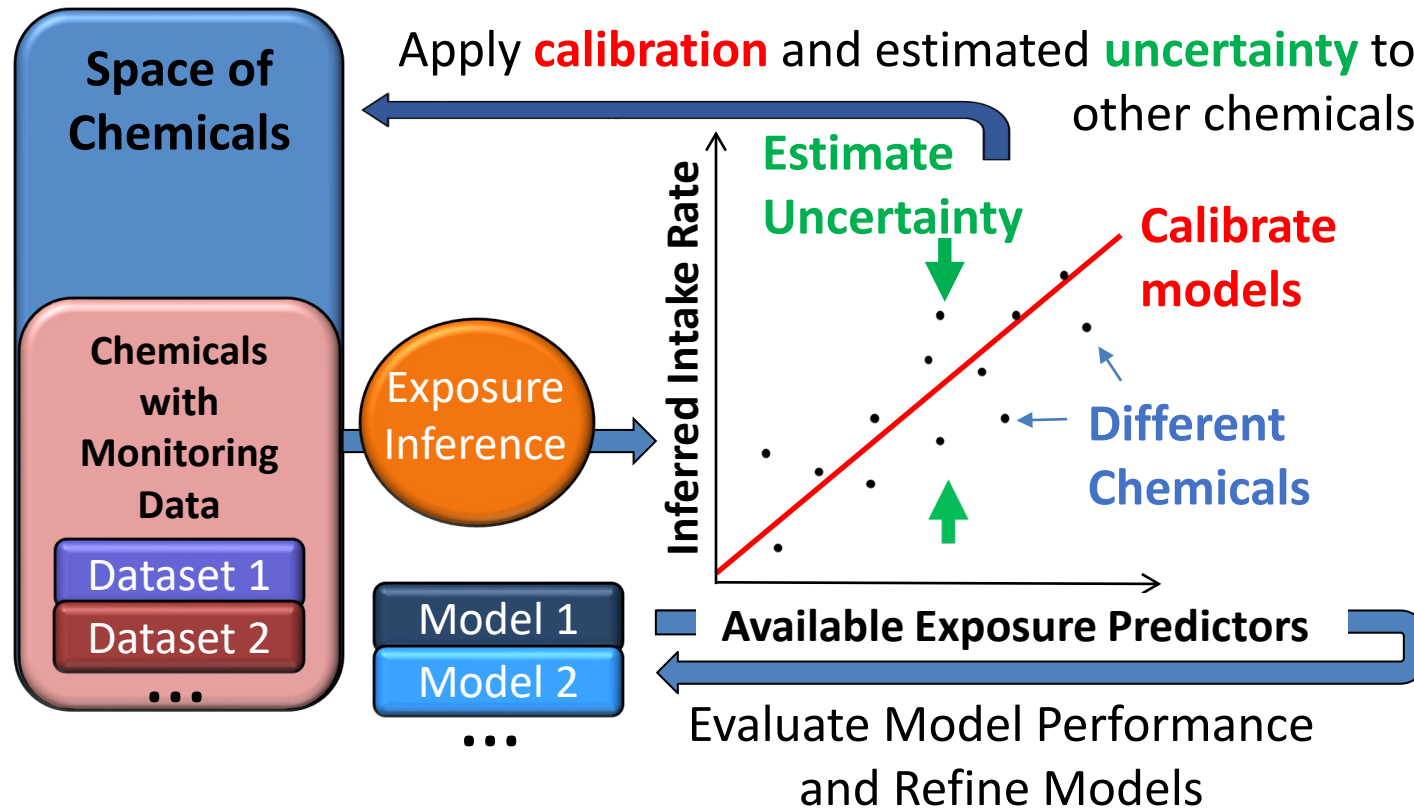 Space of
Chemicals
Apply calibration and estimated uncertainty to
other chemicals
Chemicals
with
Monitoring
Data
Dataset 1
Dataset 2
...
Exposure
Inference
Model 1
Model 2
...
Inferred Intake Rate
Estimate
Uncertainty
Calibrate
models
Different
Chemicals
Available Exposure Predictors
Evaluate Model Performance
and Refine Models